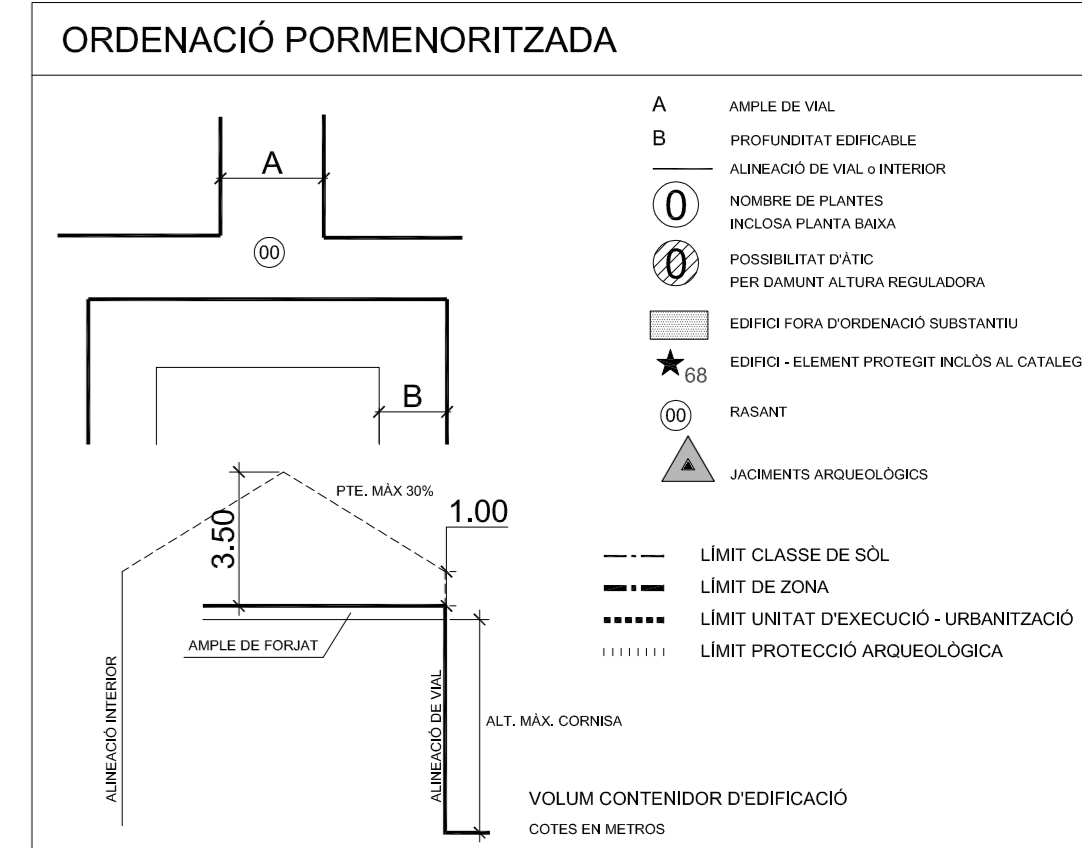 ORDENACIÓ PORMENORITZADA
A
00
B
PTE. MÀX 30%
3.50
1.00
AMPLE DE FORJAT
ALINEACIÓ INTERIOR
ALINEACIÓ DE VIAL
ALT. MÀX. CORNISA
VOLUM CONTENIDOR D'EDIFICACIÓ
COTES EN METROS
A AMPLE DE VIAL
B PROFUNDITAT EDIFICABLE
ALINEACIÓ DE VIAL o INTERIOR
0 NOMBRE DE PLANTES
INCLOSA PLANTA BAIXA
0 POSSIBILITAT D'ÀTIC
PER DAMUNT ALTURA REGULADORA
EDIFICI FORA D'ORDENACIÓ SUBSTANTIU
68 EDIFICI - ELEMENT PROTEGIT INCLÒS AL CATALEG
00 RASANT
JACIMENTS ARQUEOLÒGICS
LÍMIT CLASSE DE SÒL
LÍMIT DE ZONA
LÍMIT UNITAT D'EXECUCIÓ - URBANITZACIÓ
LÍMIT PROTECCIÓ ARQUEOLÒGICA